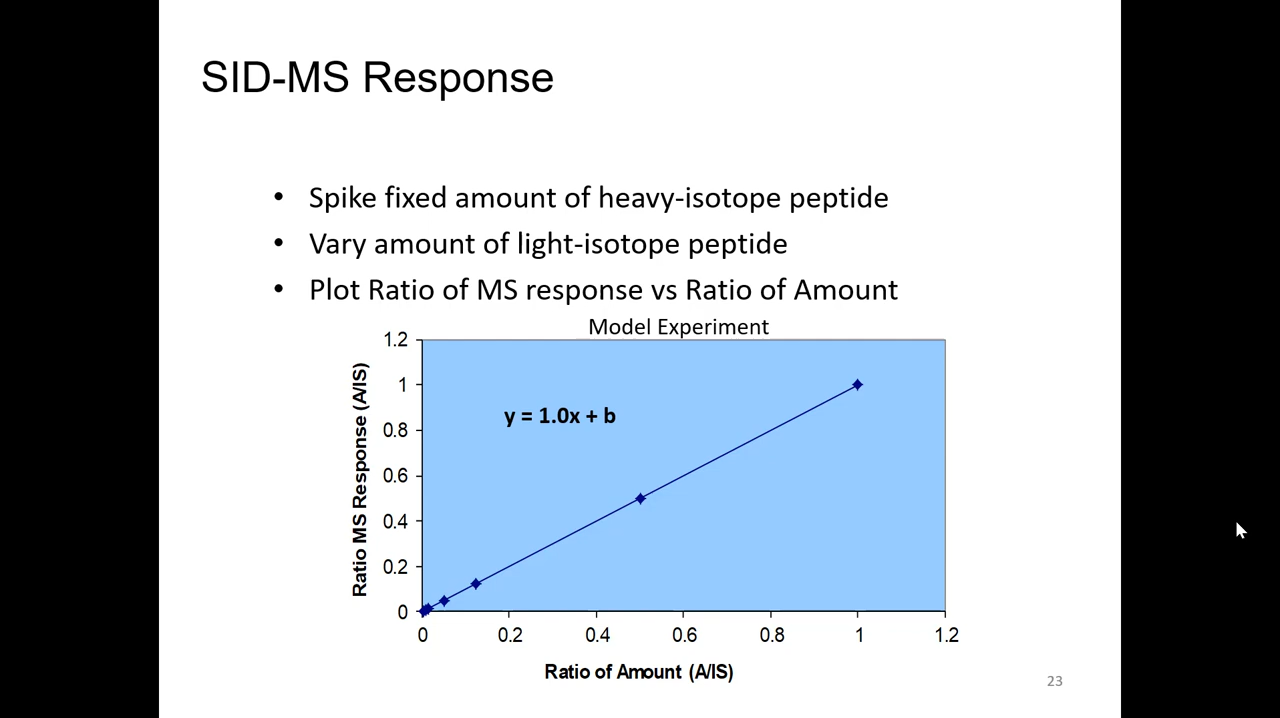 SID-MS Response
• Spike fixed amount of heavy-isotope peptide
• Vary amount of light-isotope peptide
• Plot Ratio of MS response vs Ratio of Amount
Model Experiment
Ratio MS Response (A/IS)
1.2
1
0.8
0.6
0.4
0.2
0
y = 1.0x + b
0 0.2 0.4 0.6 0.8 1 1.2
Ratio of Amount (A/IS)
23